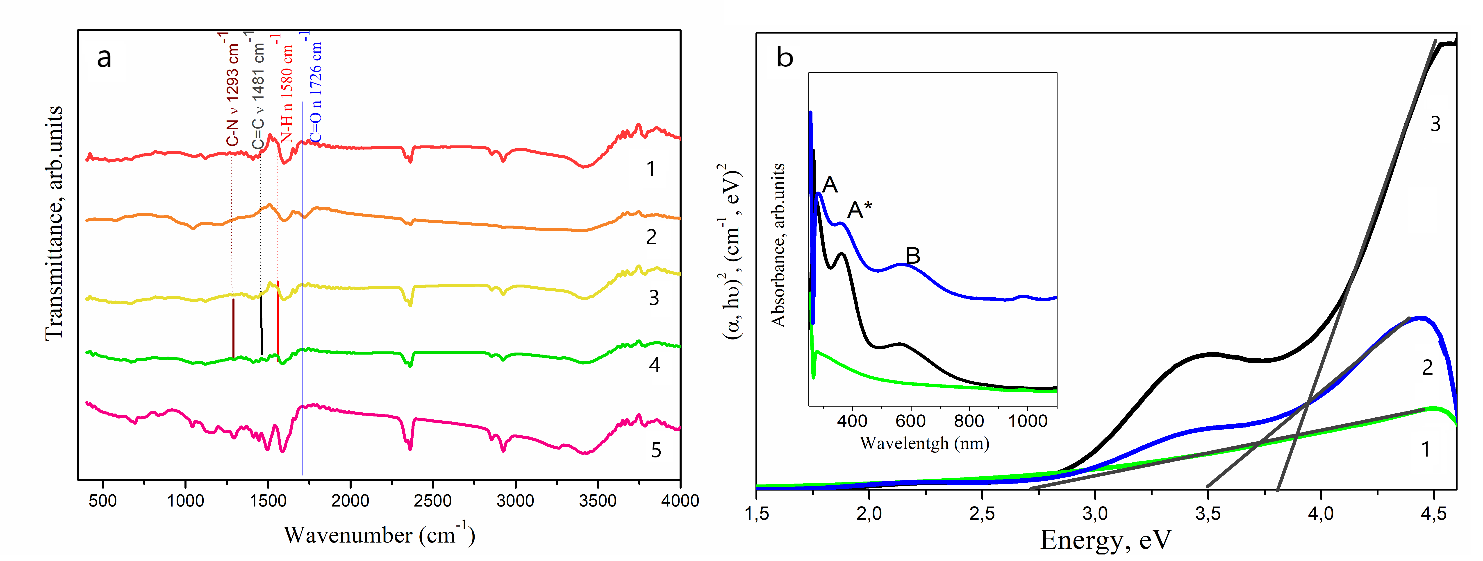 a
C-N ν 1293 cm⁻¹
C=C ν 1481 cm⁻¹
N-H n 1580 cm⁻¹
C=O n 1726 cm⁻¹
Transmittance, arb.units
1
2
3
4
5
500 1000 1500 2000 2500 3000 3500 4000
Wavenumber (cm⁻¹)
b
(α, hυ)², (cm⁻¹, eV)²
Absorbance, arb.units
A
A*
B
400 600 800 1000
Wavelentgh (nm)
3
2
1
1,5 2,0 2,5 3,0 3,5 4,0 4,5
Energy, eV